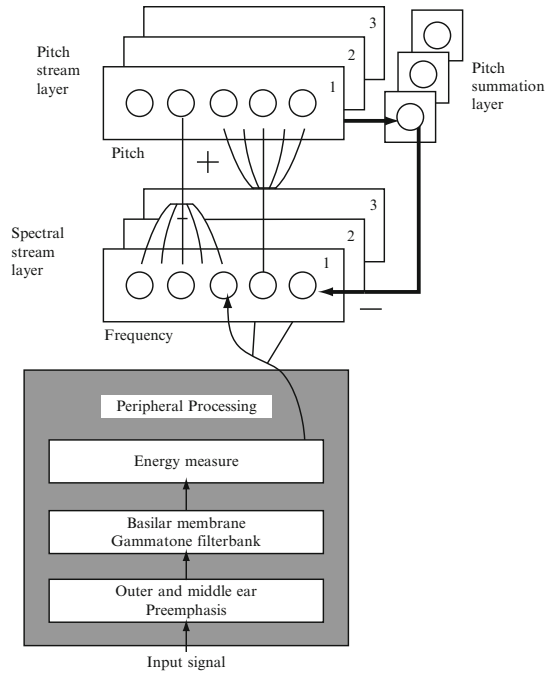 3
2
1
Pitch
stream
layer
Pitch
summation
layer
Pitch
+
3
2
1
Spectral
stream
layer
Frequency
−
Peripheral Processing
Energy measure
Basilar membrane
Gammatone filterbank
Outer and middle ear
Preemphasis
Input signal